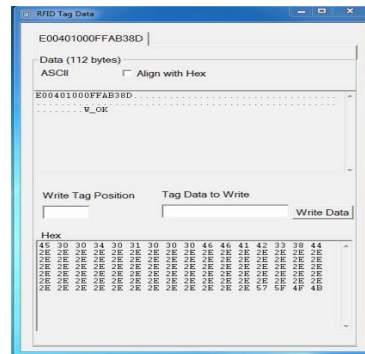 RFID Tag Data
E00401000FFAB38D
Data (112 bytes)
ASCII Align with Hex
E00401000FFAB38D..................................
..................................................
........W_OK
Write Tag Position Tag Data to Write
Write Data
Hex
45 30 30 34 30 31 30 30 30 46 46 41 42 33 38 44
2E 2E 2E 2E 2E 2E 2E 2E 2E 2E 2E 2E 2E 2E 2E 2E
2E 2E 2E 2E 2E 2E 2E 2E 2E 2E 2E 2E 2E 2E 2E 2E
2E 2E 2E 2E 2E 2E 2E 2E 2E 2E 2E 2E 2E 2E 2E 2E
2E 2E 2E 2E 2E 2E 2E 2E 2E 2E 2E 2E 2E 2E 2E 2E
2E 2E 2E 2E 2E 2E 2E 2E 2E 2E 2E 2E 2E 2E 2E 2E
2E 2E 2E 2E 2E 2E 2E 2E 2E 2E 2E 2E 57 5F 4F 4B